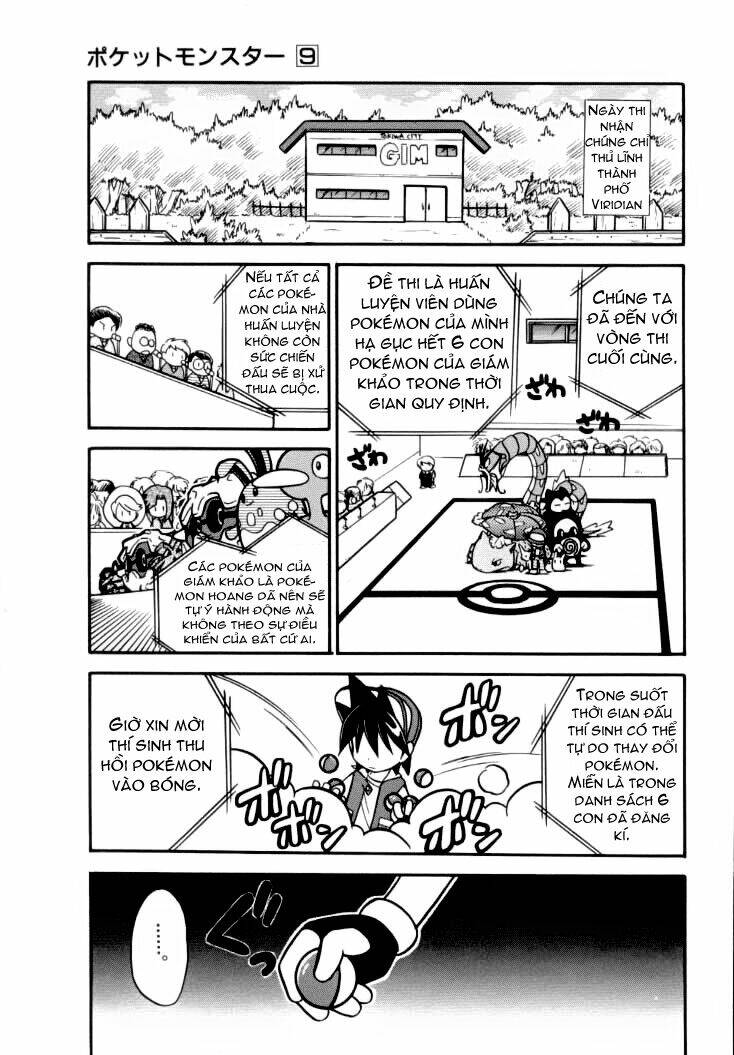 ポケットモンスター 9
TOKIWA CITY
GIM
NGÀY THI
NHẬN
CHỨNG CHỈ
THỦ LĨNH
THÀNH
PHỐ
VIRIDIAN
CHÚNG TA
ĐÃ ĐẾN VỚI
VÒNG THI
CUỐI CÙNG.
ĐỀ THI LÀ HUẤN
LUYỆN VIÊN DÙNG
POKÉMON CỦA MÌNH
HẠ GỤC HẾT 6 CON
POKÉMON CỦA GIÁM
KHẢO TRONG THỜI
GIAN QUY ĐỊNH.
ざわ
ざわ
ざわ
NẾU TẤT CẢ
CÁC POKÉ-
MON CỦA NHÀ
HUẤN LUYỆN
KHÔNG CÒN
SỨC CHIẾN
ĐẤU SẼ BỊ XỬ
THUA CUỘC.
CÁC POKÉMON CỦA
GIÁM KHẢO LÀ POKÉ-
MON HOANG DÃ NÊN SẼ
TỰ Ý HÀNH ĐỘNG MÀ
KHÔNG THEO SỰ ĐIỀU
KHIỂN CỦA BẤT CỨ AI.
TRONG SUỐT
THỜI GIAN ĐẤU
THÍ SINH CÓ THỂ
TỰ DO THAY ĐỔI
POKÉMON.
MIỄN LÀ TRONG
DANH SÁCH 6
CON ĐÃ ĐĂNG
KÍ.
ボン
ボン
ボン
ボン
GIỜ XIN MỜI
THÍ SINH THU
HỒI POKÉMON
VÀO BÓNG.
ぐっ
……。